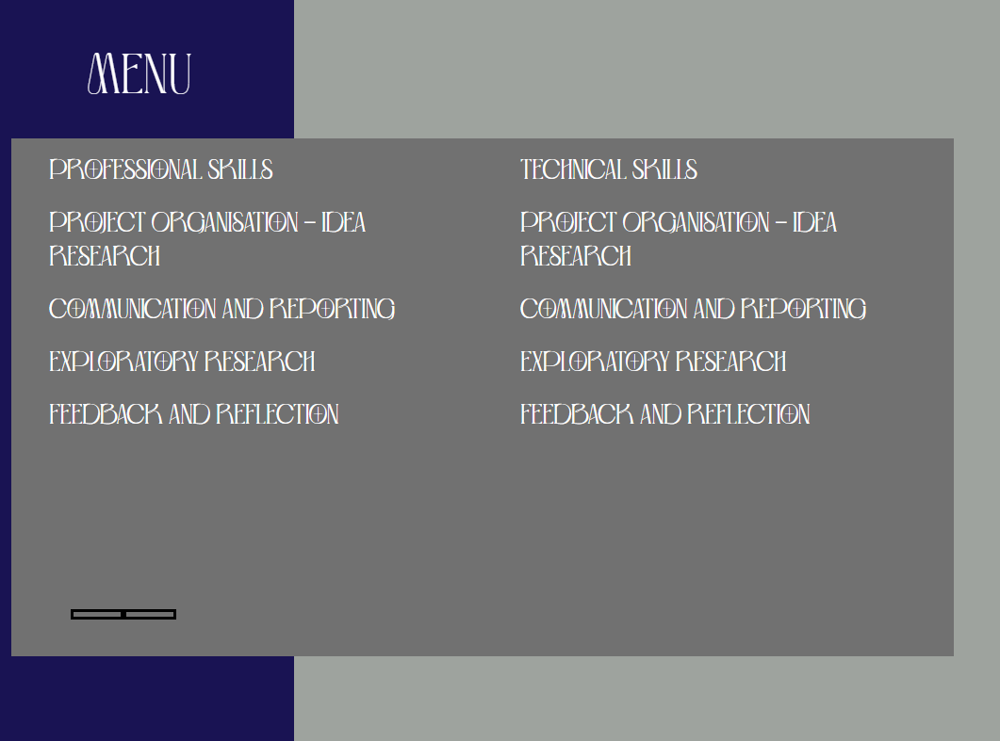 MENU
PROFESSIONAL SKILLS
PROJECT ORGANISATION – IDEA
RESEARCH
COMMUNICATION AND REPORTING
EXPLORATORY RESEARCH
FEEDBACK AND REFLECTION
TECHNICAL SKILLS
PROJECT ORGANISATION – IDEA
RESEARCH
COMMUNICATION AND REPORTING
EXPLORATORY RESEARCH
FEEDBACK AND REFLECTION